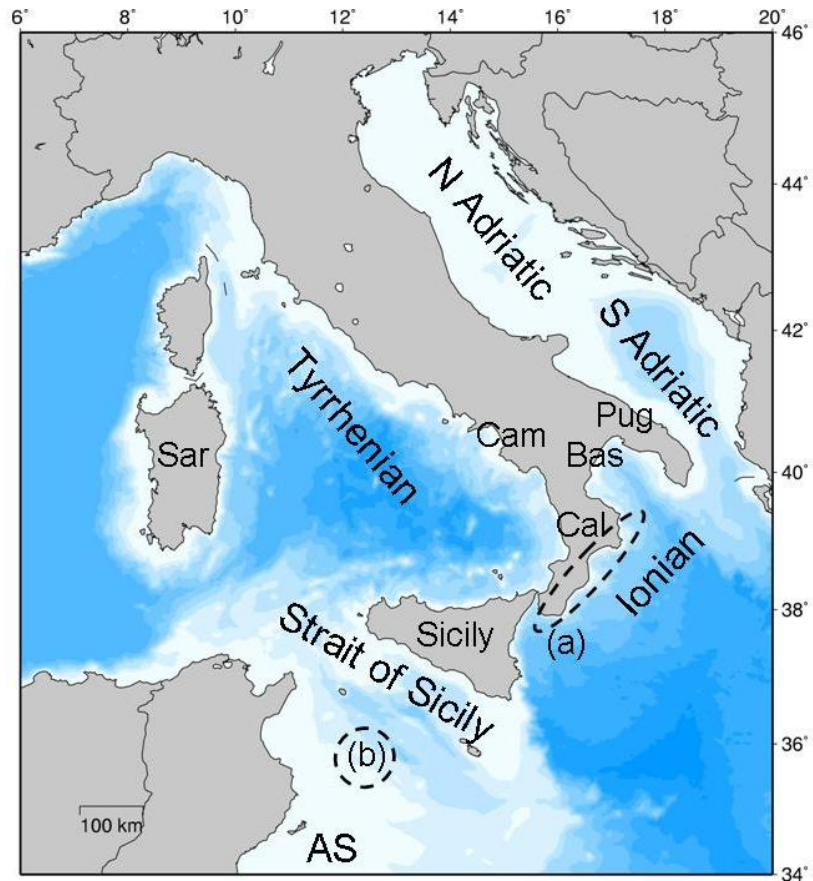 6 8 10 12 14 16 18 20
46°
44°
42°
40°
38°
36°
34°
N Adriatic
S Adriatic
Tyrrhenian
Pug
Cam
Bas
Sar
Cal
Ionian
Sicily
(a)
Strait of Sicily
(b)
100 km
AS